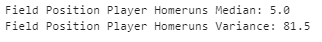 Field Position Player Homeruns Median: 5.0
Field Position Player Homeruns Variance: 81.5